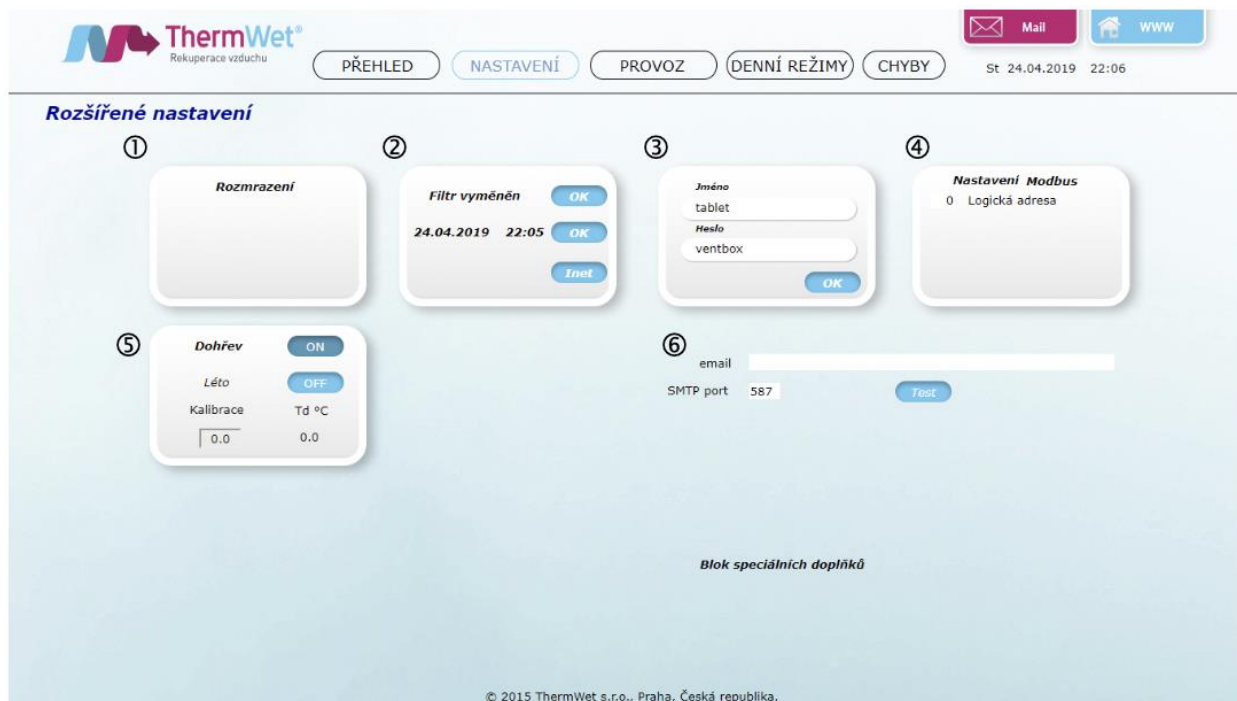 ThermWet®
Rekuperace vzduchu
Mail
WWW
PŘEHLED
NASTAVENÍ
PROVOZ
DENNÍ REŽIMY
CHYBY
St 24.04.2019 22:06
Rozšířené nastavení
①
Rozmrazení
②
Filtr vyměněn OK
24.04.2019 22:05 OK
Inet
③
Jméno
tablet
Heslo
ventbox
OK
④
Nastavení Modbus
0 Logická adresa
⑤
Dohřev ON
Léto OFF
Kalibrace Td °C
0.0 0.0
⑥
email
SMTP port 587 Test
Blok speciálních doplňků
© 2015 ThermWet s.r.o., Praha, Česká republika.